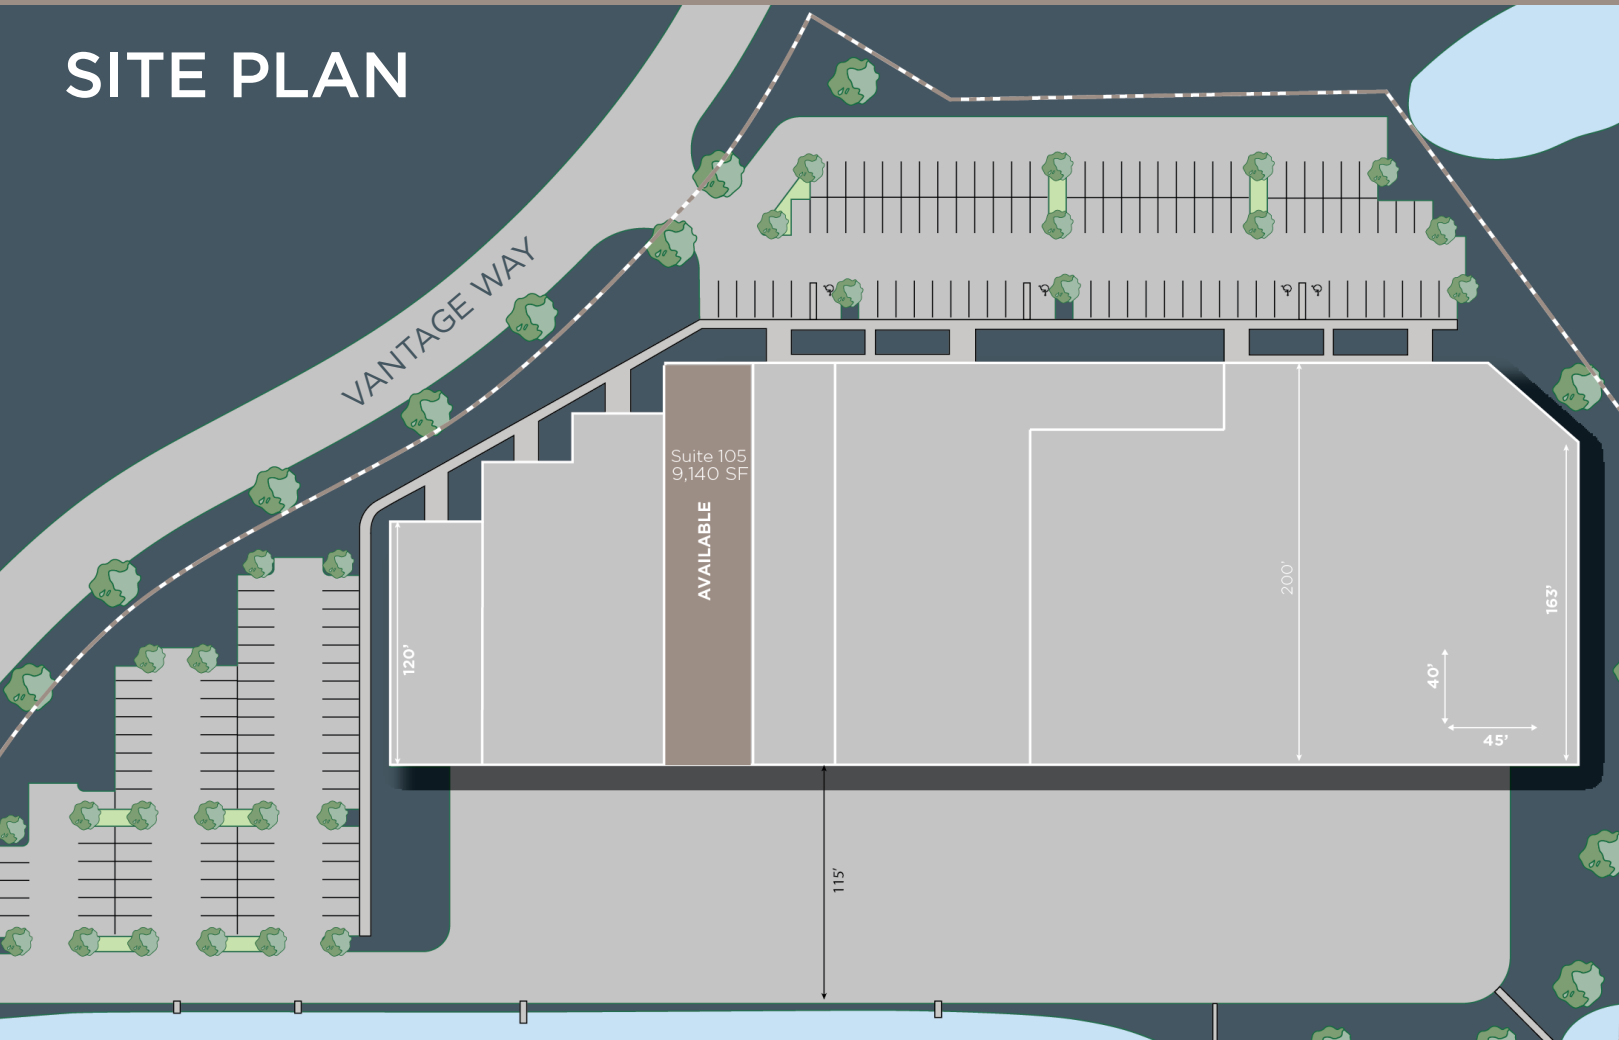 SITE PLAN
VANTAGE WAY
Suite 105
9,140 SF
AVAILABLE
120'
200'
163'
40'
45'
115'